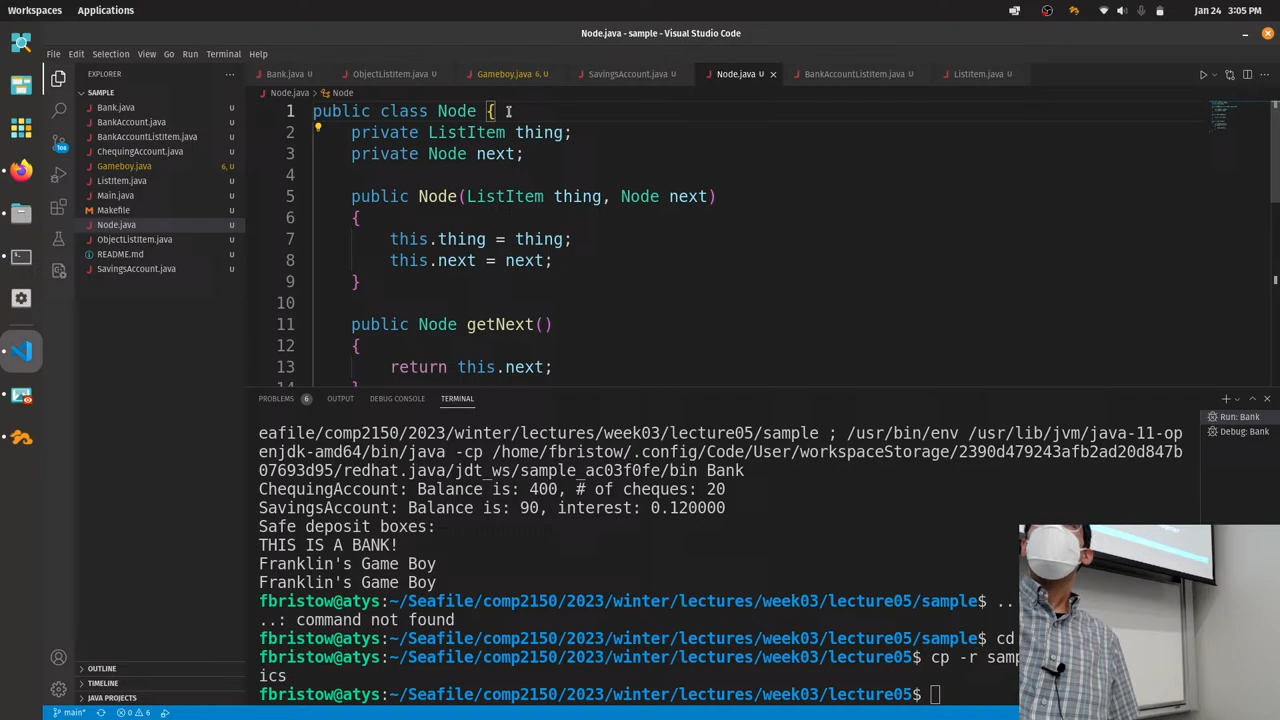 Workspaces Applications Jan 24 3:05 PM
Node.java - sample - Visual Studio Code
File Edit Selection View Go Run Terminal Help
EXPLORER ... Bank.java U ObjectListItem.java U Gameboy.java 6, U SavingsAccount.java U Node.java U BankAccountListItem.java U ListItem.java U
SAMPLE
Node.java > Node
Bank.java U
BankAccount.java U
BankAccountListItem.java U
ChequingAccount.java U
Gameboy.java 6, U
ListItem.java U
Main.java U
Makefile U
Node.java U
ObjectListItem.java U
README.md U
SavingsAccount.java U
108
1 public class Node {
2 private ListItem thing;
3 private Node next;
4
5 public Node(ListItem thing, Node next)
6 {
7 this.thing = thing;
8 this.next = next;
9 }
10
11 public Node getNext()
12 {
13 return this.next;
14 }
PROBLEMS 6 OUTPUT DEBUG CONSOLE TERMINAL
Run: Bank
Debug: Bank
eafile/comp2150/2023/winter/lectures/week03/lecture05/sample ; /usr/bin/env /usr/lib/jvm/java-11-op
enjdk-amd64/bin/java -cp /home/fbristow/.config/Code/User/workspaceStorage/2390d479243afb2ad20d847b
07693d95/redhat.java/jdt_ws/sample_ac03f0fe/bin Bank
ChequingAccount: Balance is: 400, # of cheques: 20
SavingsAccount: Balance is: 90, interest: 0.120000
Safe deposit boxes:
THIS IS A BANK!
Franklin's Game Boy
Franklin's Game Boy
fbristow@atys:~/Seafile/comp2150/2023/winter/lectures/week03/lecture05/sample$ ..
..: command not found
fbristow@atys:~/Seafile/comp2150/2023/winter/lectures/week03/lecture05/sample$ cd
fbristow@atys:~/Seafile/comp2150/2023/winter/lectures/week03/lecture05$ cp -r samp
ics
fbristow@atys:~/Seafile/comp2150/2023/winter/lectures/week03/lecture05$
OUTLINE
TIMELINE
JAVA PROJECTS
main* 0 6